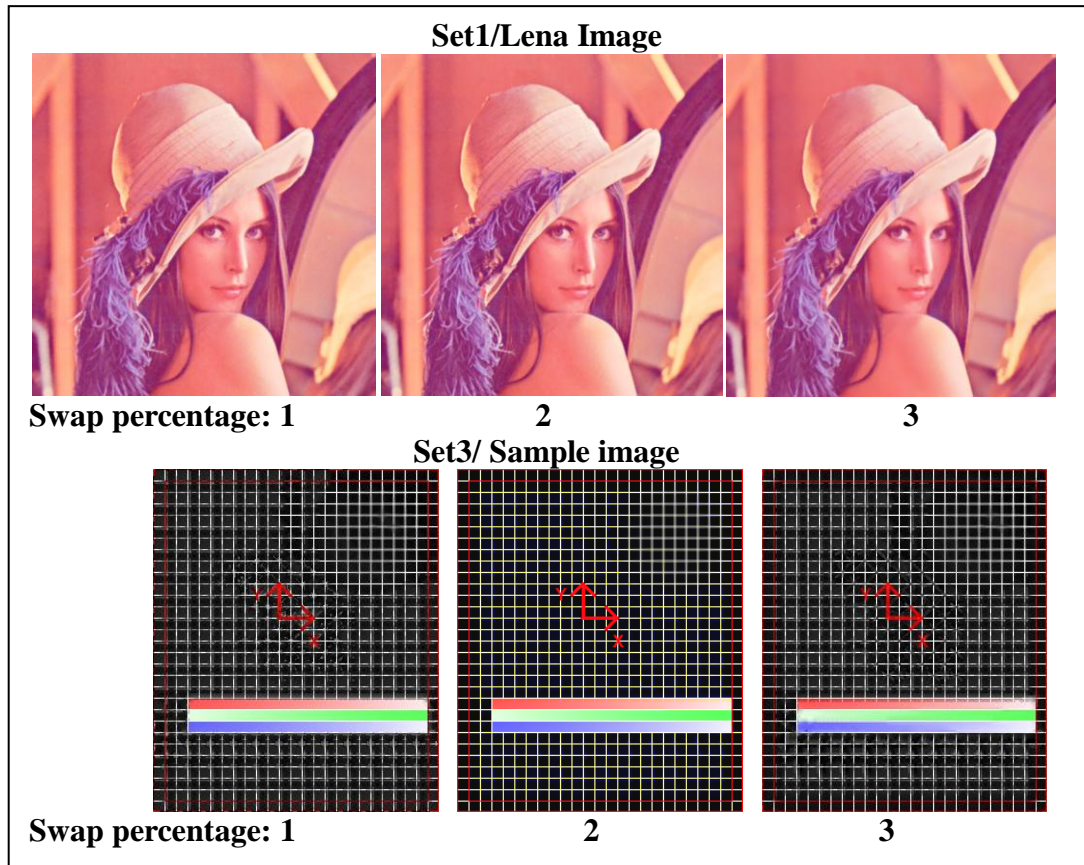 Set1/Lena Image
Swap percentage: 1 2 3
Set3/ Sample image
Y Y Y
X X X
Swap percentage: 1 2 3